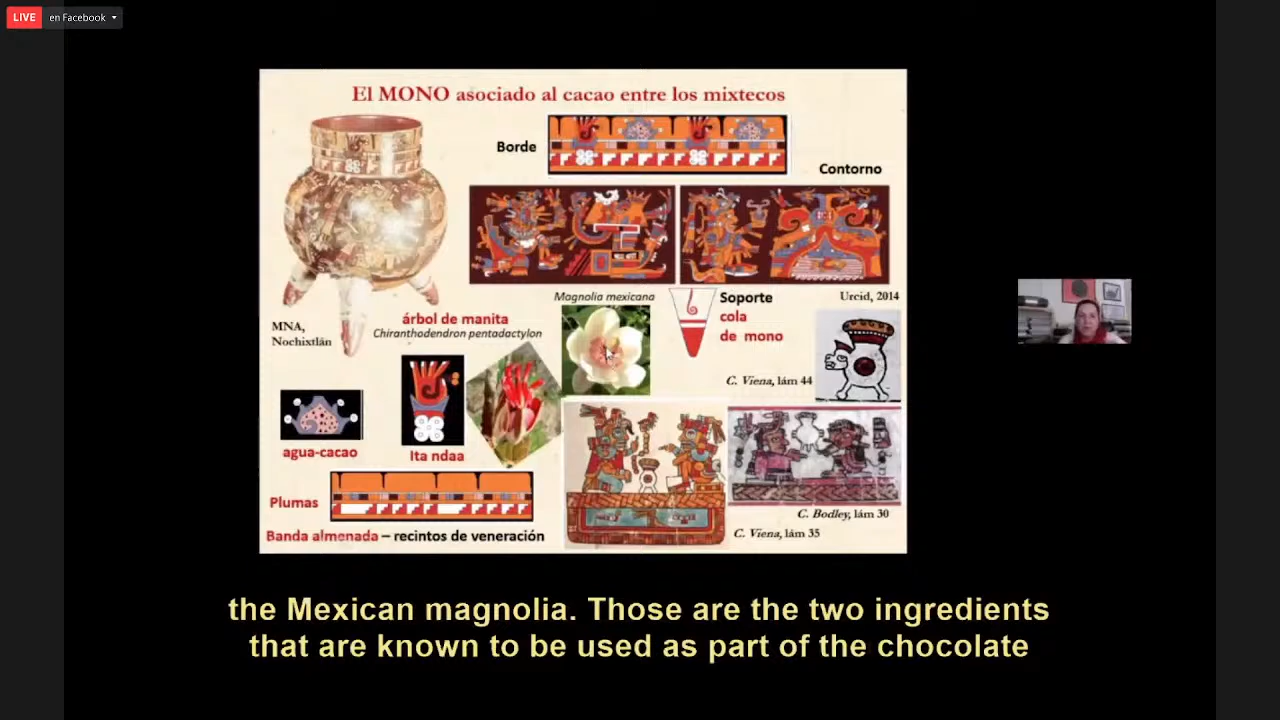 LIVE en Facebook
El MONO asociado al cacao entre los mixtecos
Borde
Contorno
Magnolia mexicana
Soporte
cola
de mono
Urcid, 2014
MNA,
Nochixtlán
árbol de manita
Chiranthodendron pentadactylon
C. Viena, lám 44
agua-cacao
Ita ndaa
Plumas
C. Bodley, lám 30
C. Viena, lám 35
Banda almenada – recintos de veneración
the Mexican magnolia. Those are the two ingredients
that are known to be used as part of the chocolate